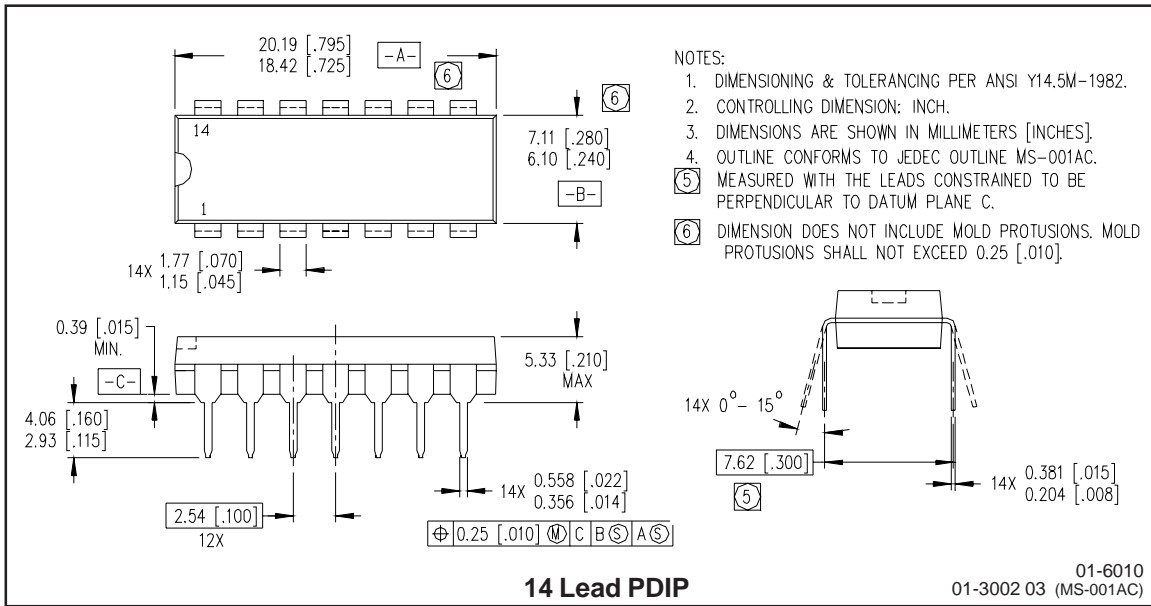 20.19 [.795]
18.42 [.725]
-A-
6
6
14
1
7.11 [.280]
6.10 [.240]
-B-
14X 1.77 [.070]
1.15 [.045]
NOTES:
1. DIMENSIONING & TOLERANCING PER ANSI Y14.5M-1982.
2. CONTROLLING DIMENSION: INCH.
3. DIMENSIONS ARE SHOWN IN MILLIMETERS [INCHES].
4. OUTLINE CONFORMS TO JEDEC OUTLINE MS-001AC.
5 MEASURED WITH THE LEADS CONSTRAINED TO BE
PERPENDICULAR TO DATUM PLANE C.
6 DIMENSION DOES NOT INCLUDE MOLD PROTUSIONS. MOLD
PROTUSIONS SHALL NOT EXCEED 0.25 [.010].
0.39 [.015]
MIN.
-C-
4.06 [.160]
2.93 [.115]
5.33 [.210]
MAX
2.54 [.100]
12X
14X 0.558 [.022]
0.356 [.014]
⌖ 0.25 [.010] Ⓜ C B Ⓢ A Ⓢ
14X 0°- 15°
7.62 [.300]
5
14X 0.381 [.015]
0.204 [.008]
14 Lead PDIP
01-6010
01-3002 03 (MS-001AC)